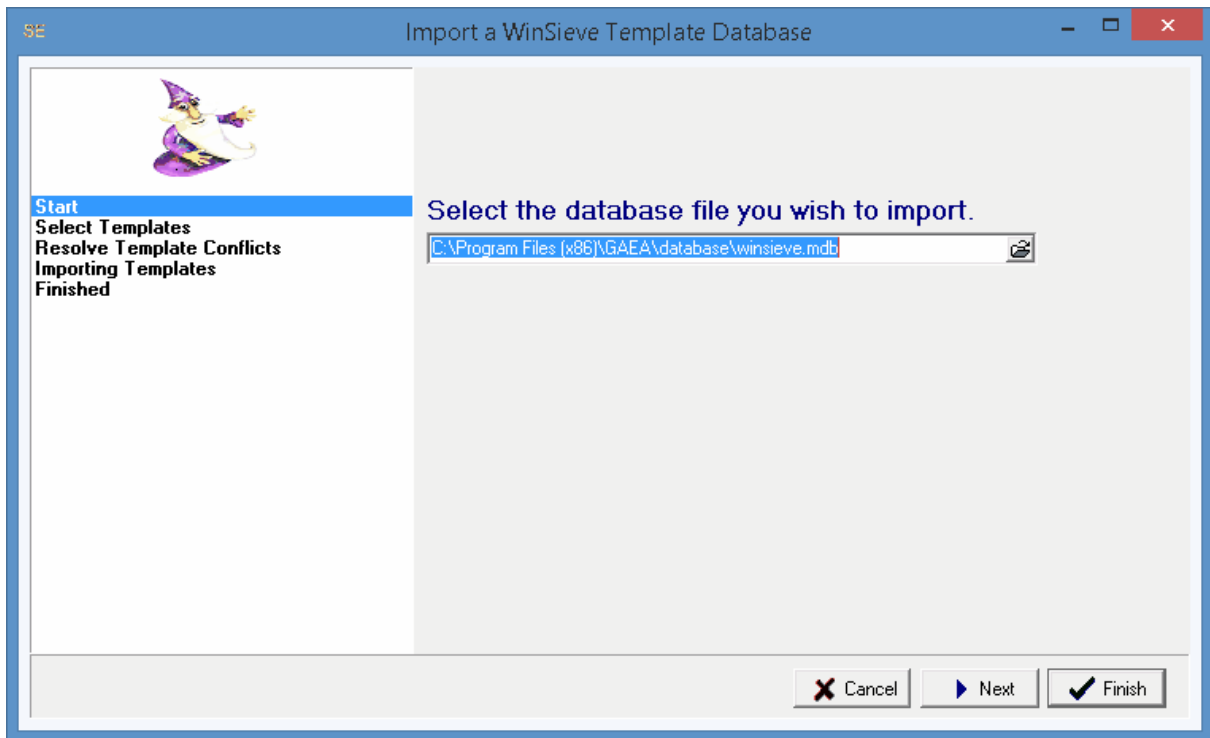 SE
Import a WinSieve Template Database
Start
Select Templates
Resolve Template Conflicts
Importing Templates
Finished
Select the database file you wish to import.
C:\Program Files (x86)\GAEA\database\winsieve.mdb
Cancel
Next
Finish